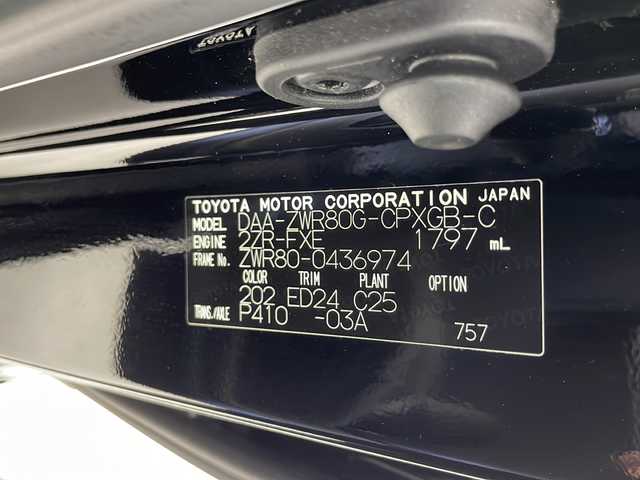 TOYOTA MOTOR CORPORATION JAPAN
MODEL DAA-ZWR80G-CPXGB-C
ENGINE 2ZR-FXE 1797 mL
FRAME No. ZWR80-0436974
COLOR TRIM PLANT OPTION
202 ED24 C25
TRANS./AXLE P410 -03A
757